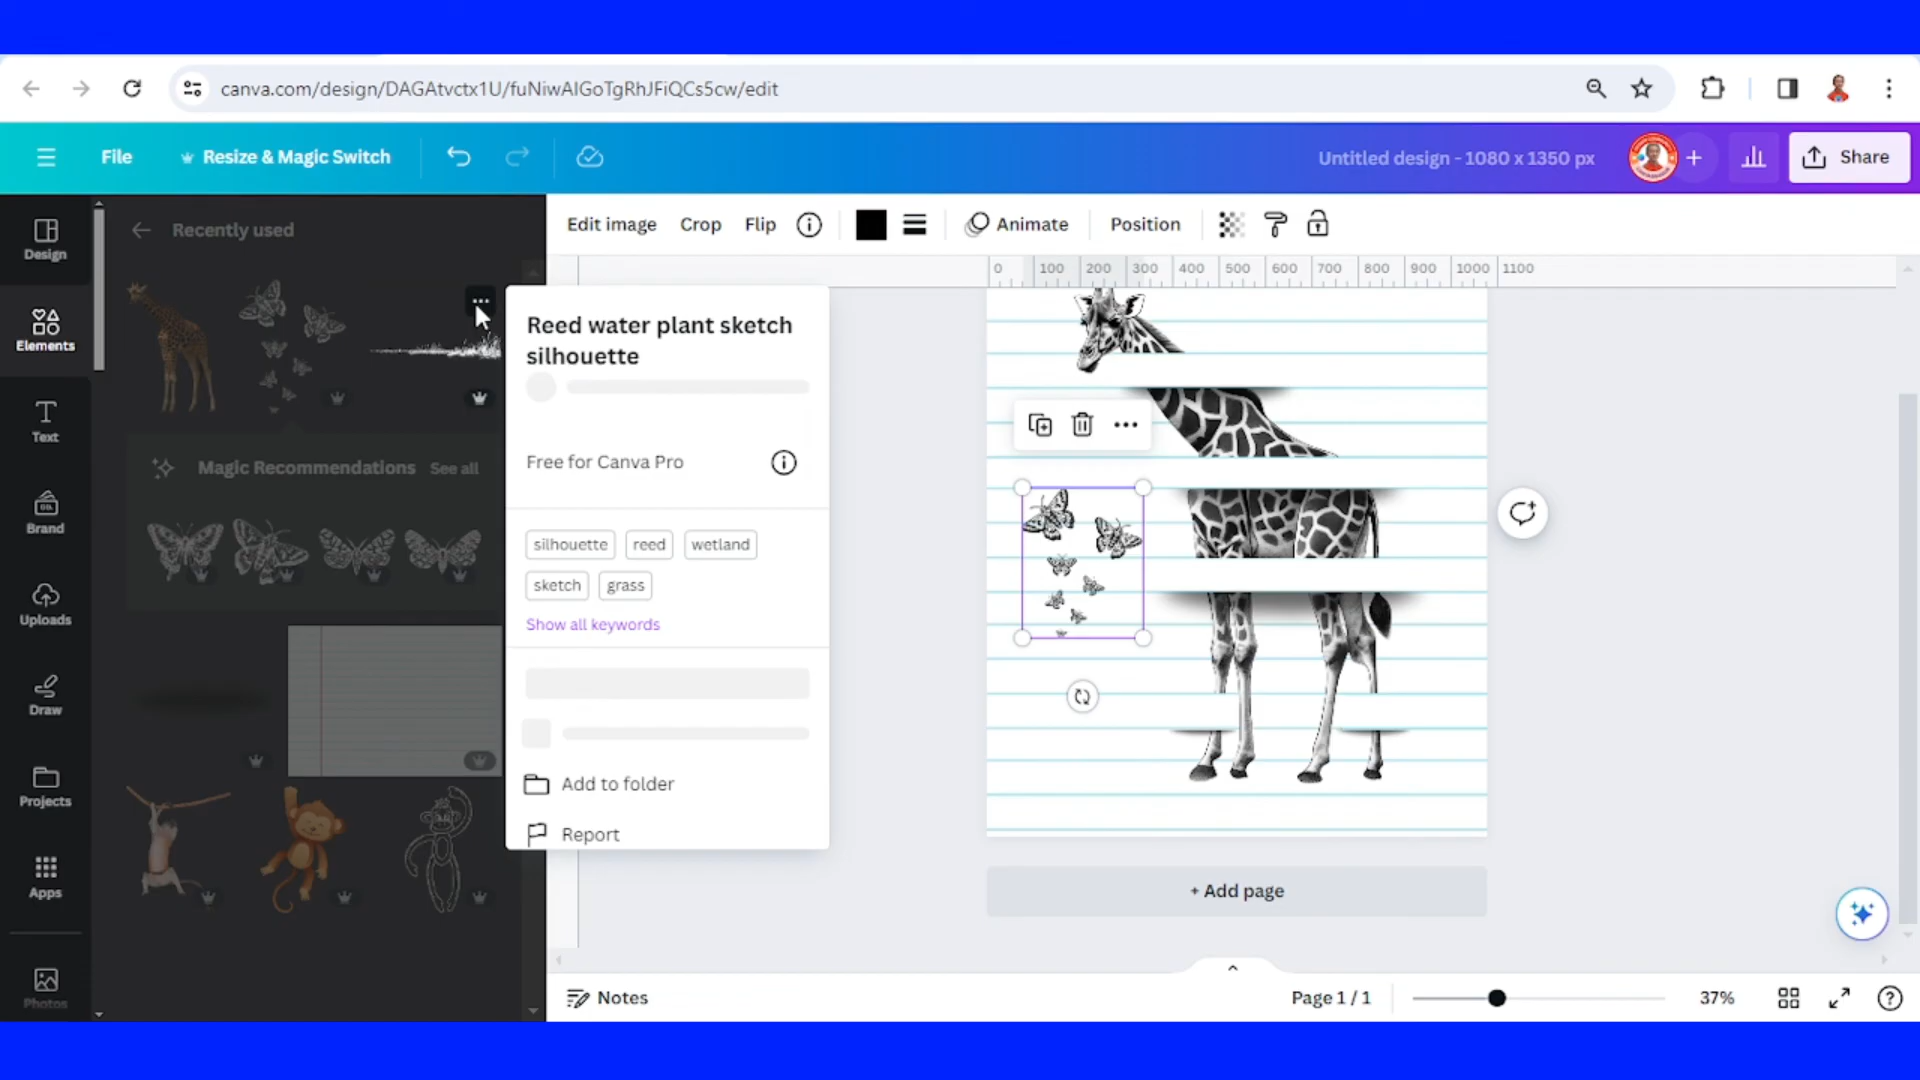 canva.com/design/DAGAtvctx1U/fuNiwAIGoTgRhJFiQCs5cw/edit
File
Resize & Magic Switch
Untitled design - 1080 x 1350 px
Share
Design
Elements
Text
Brand
Uploads
Draw
Projects
Apps
Photos
Recently used
Magic Recommendations
See all
Edit image
Crop
Flip
Animate
Position
0 100 200 300 400 500 600 700 800 900 1000 1100
Reed water plant sketch
silhouette
Free for Canva Pro
silhouette reed wetland
sketch grass
Show all keywords
Add to folder
Report
+ Add page
Notes
Page 1 / 1
37%